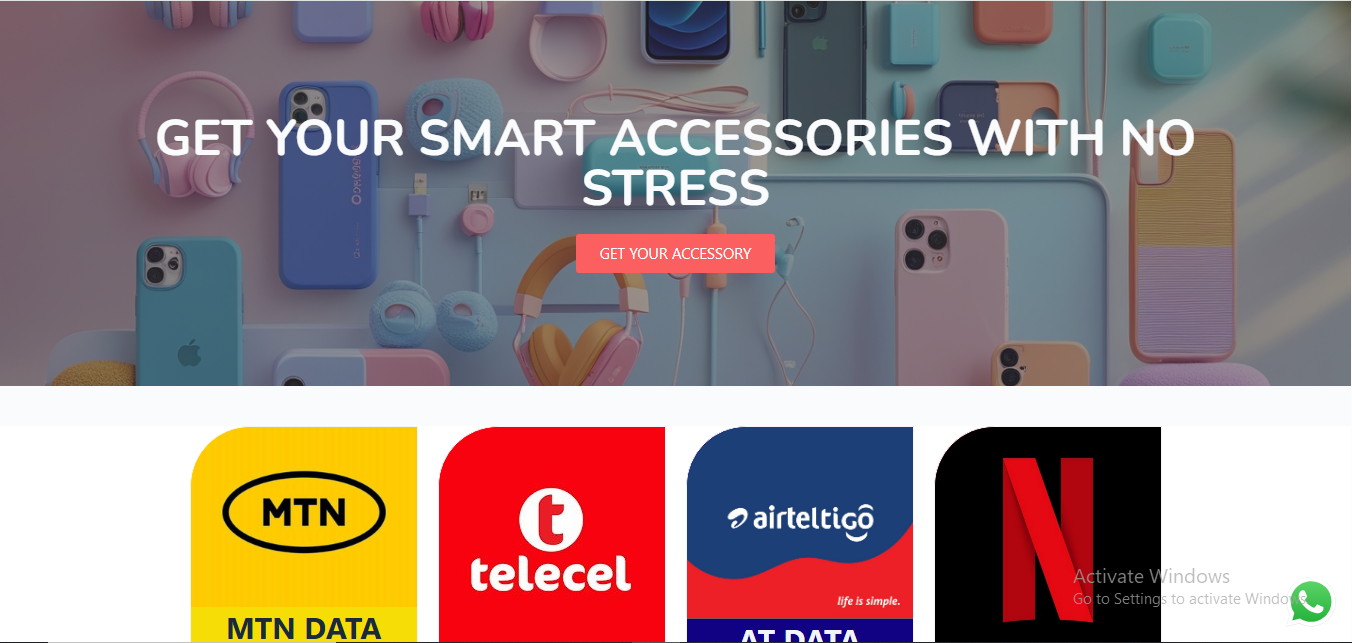 GET YOUR SMART ACCESSORIES WITH NO
STRESS
GET YOUR ACCESSORY
MTN
telecel
airteltigo
life is simple.
N
MTN DATA
AT DATA
Activate Windows
Go to Settings to activate Windows